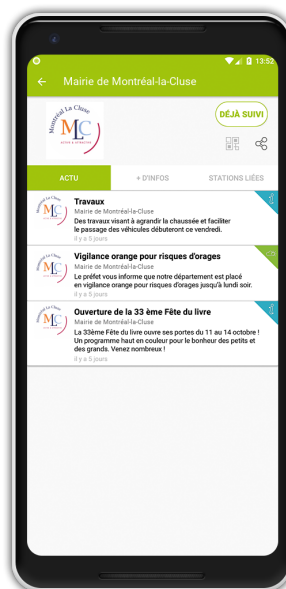 13:52
Mairie de Montréal-la-Cluse
Montréal La Cluse
MLC
DÉJÀ SUIVI
ACTU + D'INFOS STATIONS LIÉES
Travaux
Mairie de Montréal-la-Cluse
Des travaux visant à agrandir la chaussée et faciliter
le passage des véhicules débuteront ce vendredi.
il y a 5 jours
Vigilance orange pour risques d'orages
Mairie de Montréal-la-Cluse
Le préfet vous informe que notre département est placé
en vigilance orange pour risques d'orages jusqu'à lundi soir.
il y a 5 jours
Ouverture de la 33 ème Fête du livre
Mairie de Montréal-la-Cluse
La 33ème Fête du livre ouvre ses portes du 11 au 14 octobre !
Un programme haut en couleur pour le bonheur des petits et
des grands. Venez nombreux !
il y a 5 jours